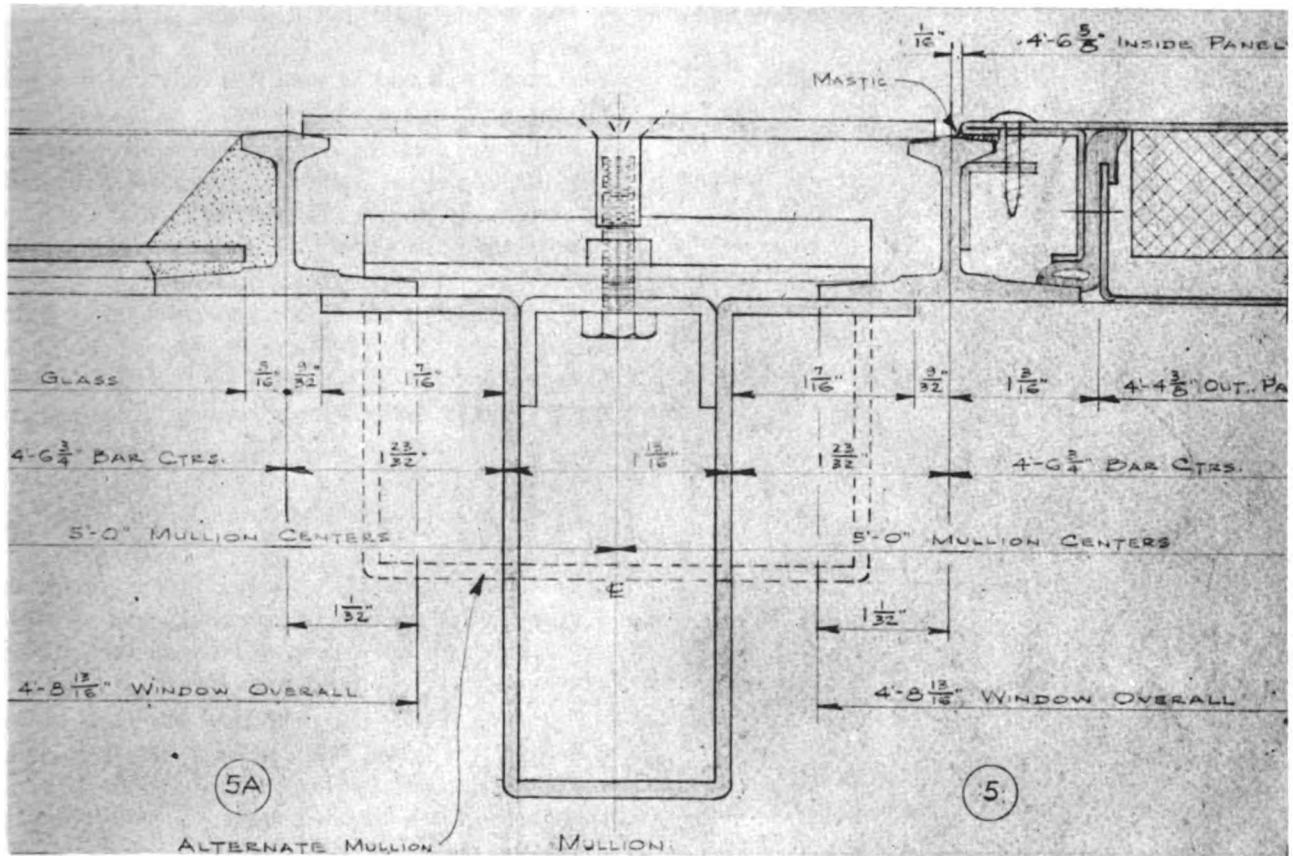 1/16"
4'-6 5/8" INSIDE PANEL
MASTIC
GLASS
5/16"
9/32"
1 7/16"
1 7/16"
9/32"
1 3/16"
4'-4 3/8" OUT. PA
4'-6 3/4" BAR CTRS.
1 23/32"
1 13/16"
1 23/32"
4'-6 3/4" BAR CTRS.
5'-0" MULLION CENTERS
5'-0" MULLION CENTERS
℄
1 1/32"
1 1/32"
4'-8 13/16" WINDOW OVERALL
4'-8 13/16" WINDOW OVERALL
5A
5
ALTERNATE MULLION
MULLION